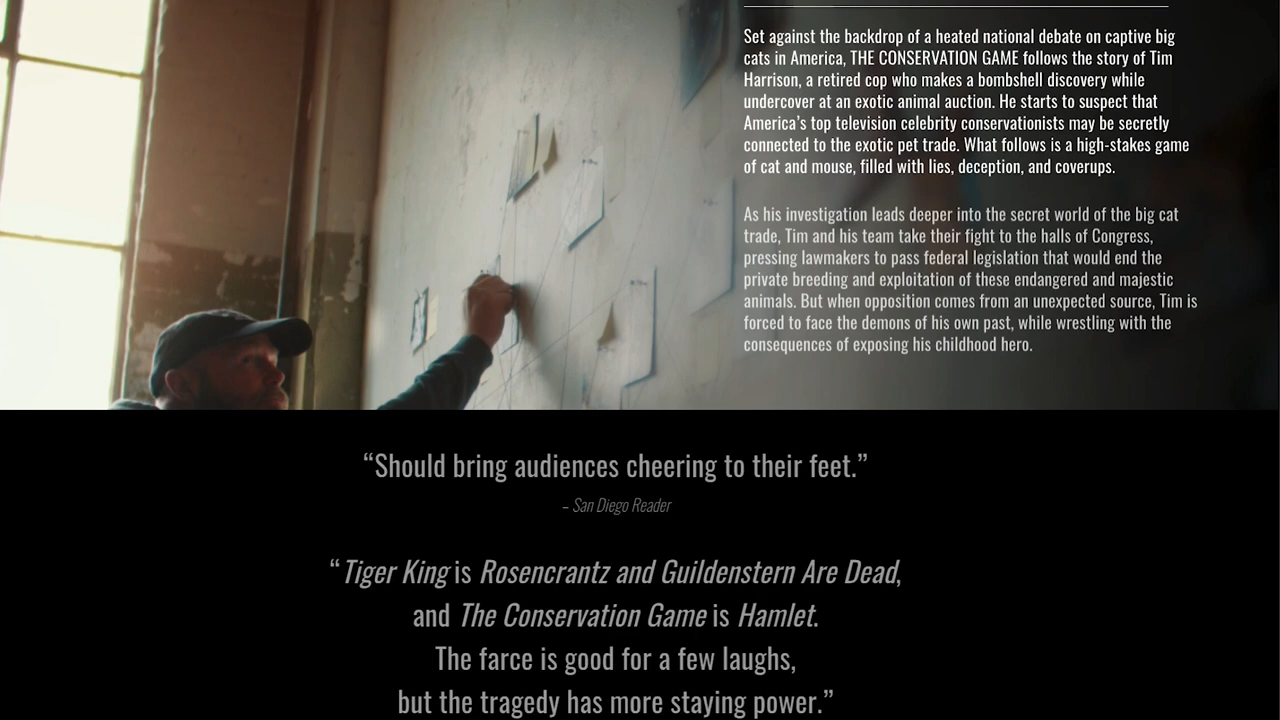 Set against the backdrop of a heated national debate on captive big
cats in America, THE CONSERVATION GAME follows the story of Tim
Harrison, a retired cop who makes a bombshell discovery while
undercover at an exotic animal auction. He starts to suspect that
America’s top television celebrity conservationists may be secretly
connected to the exotic pet trade. What follows is a high-stakes game
of cat and mouse, filled with lies, deception, and coverups.
As his investigation leads deeper into the secret world of the big cat
trade, Tim and his team take their fight to the halls of Congress,
pressing lawmakers to pass federal legislation that would end the
private breeding and exploitation of these endangered and majestic
animals. But when opposition comes from an unexpected source, Tim is
forced to face the demons of his own past, while wrestling with the
consequences of exposing his childhood hero.
“Should bring audiences cheering to their feet.”
– San Diego Reader
“Tiger King is Rosencrantz and Guildenstern Are Dead,
and The Conservation Game is Hamlet.
The farce is good for a few laughs,
but the tragedy has more staying power.”